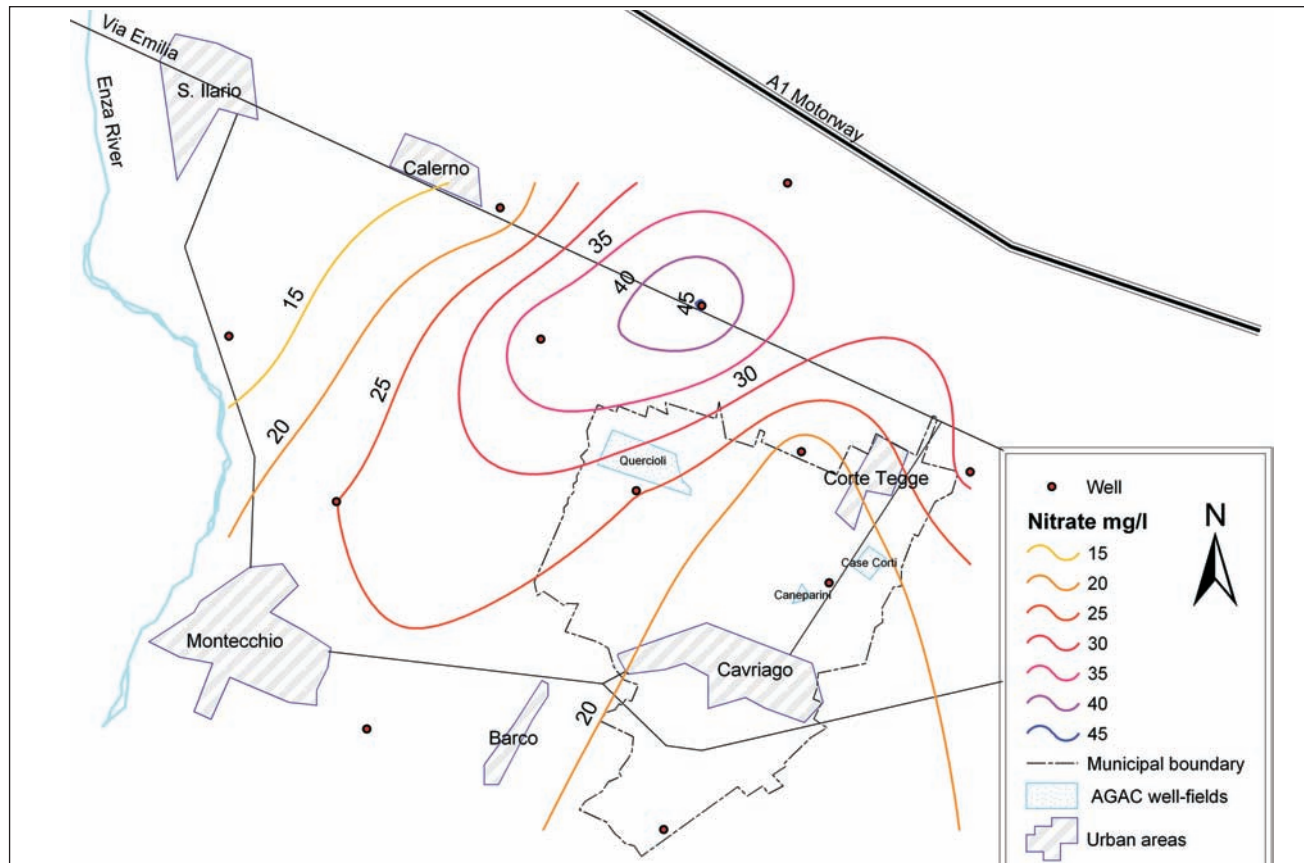 Via Emilia
S. Ilario
Enza River
A1 Motorway
Calerno
35
40
45
15
30
25
20
Quercioli
Corte Tegge
Case Corti
Caneparini
Montecchio
Cavriago
20
Barco
Well
Nitrate mg/l
15
20
25
30
35
40
45
Municipal boundary
AGAC well-fields
Urban areas
N